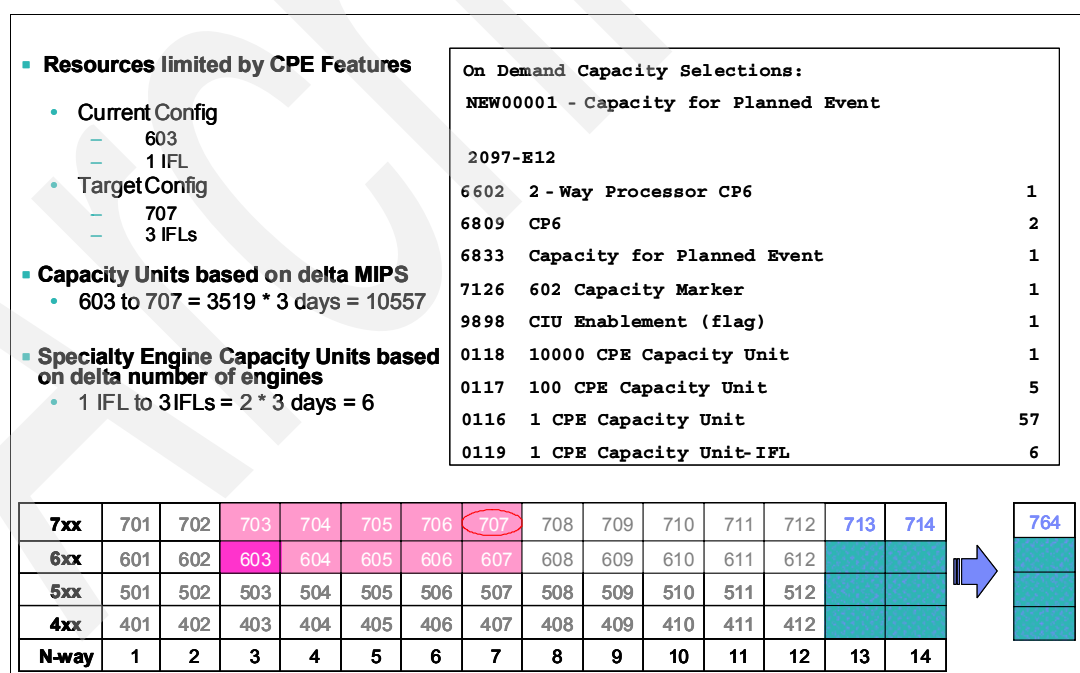 Resources limited by CPE Features
• Current Config
– 603
– 1 IFL
• Target Config
– 707
– 3 IFLs
Capacity Units based on delta MIPS
• 603 to 707 = 3519 * 3 days = 10557
Specialty Engine Capacity Units based
on delta number of engines
• 1 IFL to 3 IFLs = 2 * 3 days = 6
On Demand Capacity Selections:
NEW00001 - Capacity for Planned Event
2097-E12
6602 2-Way Processor CP6 1
6809 CP6 2
6833 Capacity for Planned Event 1
7126 602 Capacity Marker 1
9898 CIU Enablement (flag) 1
0118 10000 CPE Capacity Unit 1
0117 100 CPE Capacity Unit 5
0116 1 CPE Capacity Unit 57
0119 1 CPE Capacity Unit-IFL 6
7xx 701 702 703 704 705 706 707 708 709 710 711 712 713 714 764
6xx 601 602 603 604 605 606 607 608 609 610 611 612
5xx 501 502 503 504 505 506 507 508 509 510 511 512
4xx 401 402 403 404 405 406 407 408 409 410 411 412
N-way 1 2 3 4 5 6 7 8 9 10 11 12 13 14